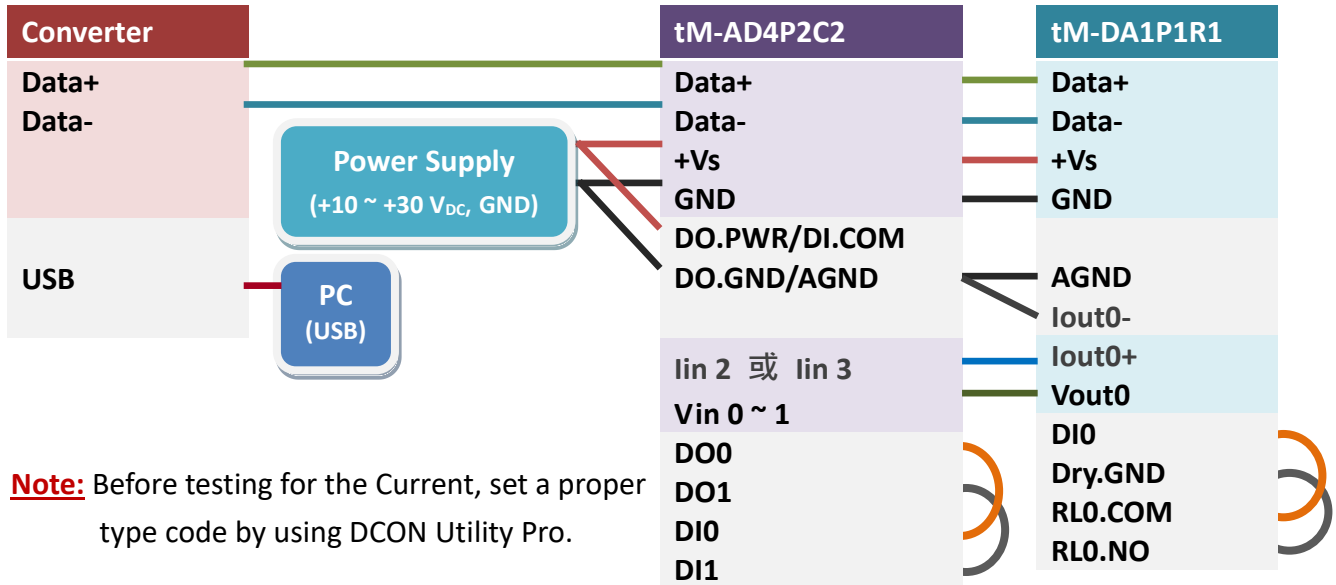 Converter
Data+
Data-
USB
Power Supply
(+10 ~ +30 VDC, GND)
PC
(USB)
tM-AD4P2C2
Data+
Data-
+Vs
GND
DO.PWR/DI.COM
DO.GND/AGND
Iin 2 或 Iin 3
Vin 0 ~ 1
DO0
DO1
DI0
DI1
tM-DA1P1R1
Data+
Data-
+Vs
GND
AGND
Iout0-
Iout0+
Vout0
DI0
Dry.GND
RL0.COM
RL0.NO
Note: Before testing for the Current, set a proper
type code by using DCON Utility Pro.